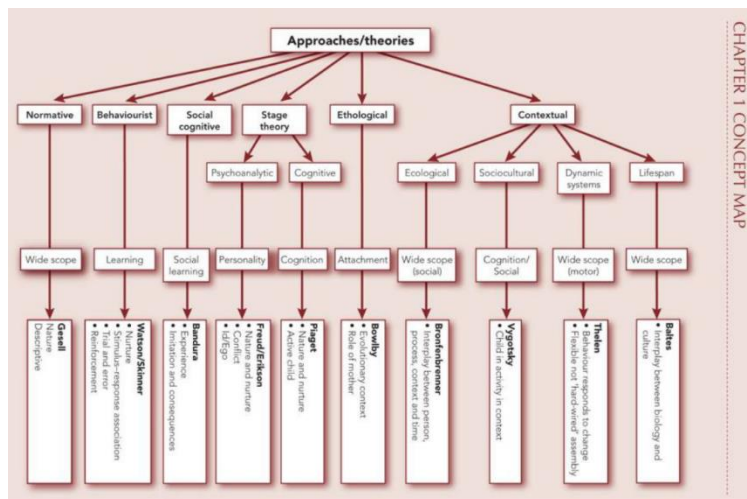 CHAPTER 1 CONCEPT MAP
Approaches/theories
Normative
Behaviourist
Social
cognitive
Stage
theory
Ethological
Contextual
Psychoanalytic
Cognitive
Ecological
Sociocultural
Dynamic
systems
Lifespan
Wide scope
Learning
Social
learning
Personality
Cognition
Attachment
Wide scope
(social)
Cognition/
Social
Wide scope
(motor)
Wide scope
Gesell
Nature
Descriptive
Watson/Skinner
• Nurture
• Stimulus–response association
• Trial and error
• Reinforcement
Bandura
• Experience
• Imitation and consequences
Freud/Erikson
• Nature and nurture
• Conflict
• Id/Ego
Piaget
• Nature and nurture
• Active child
Bowlby
• Evolutionary context
• Role of mother
Bronfenbrenner
• Interplay between person,
process, context and time
Vygotsky
• Child in activity in context
Thelen
• Behaviour responds to change
• Flexible not 'hard-wired' assembly
Baltes
• Interplay between biology and
culture